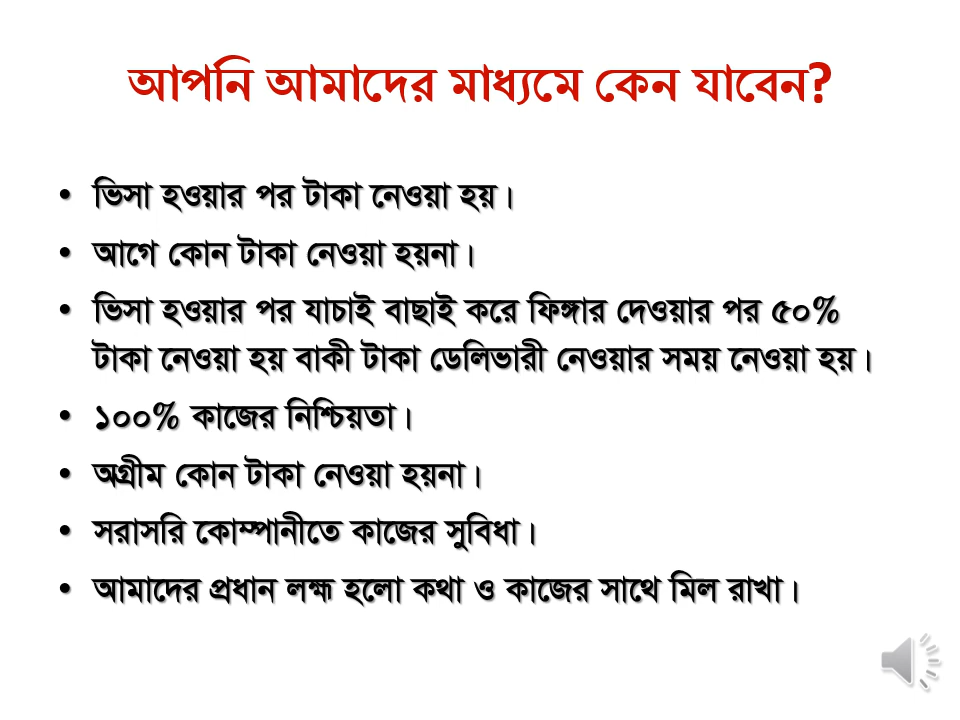 আপনি আমাদের মাধ্যমে কেন যাবেন?
• ভিসা হওয়ার পর টাকা নেওয়া হয়।
• আগে কোন টাকা নেওয়া হয়না।
• ভিসা হওয়ার পর যাচাই বাছাই করে ফিঙ্গার দেওয়ার পর ৫০%
টাকা নেওয়া হয় বাকী টাকা ডেলিভারী নেওয়ার সময় নেওয়া হয়।
• ১০০% কাজের নিশ্চিয়তা।
• অগ্রীম কোন টাকা নেওয়া হয়না।
• সরাসরি কোম্পানীতে কাজের সুবিধা।
• আমাদের প্রধান লক্ষ হলো কথা ও কাজের সাথে মিল রাখা।